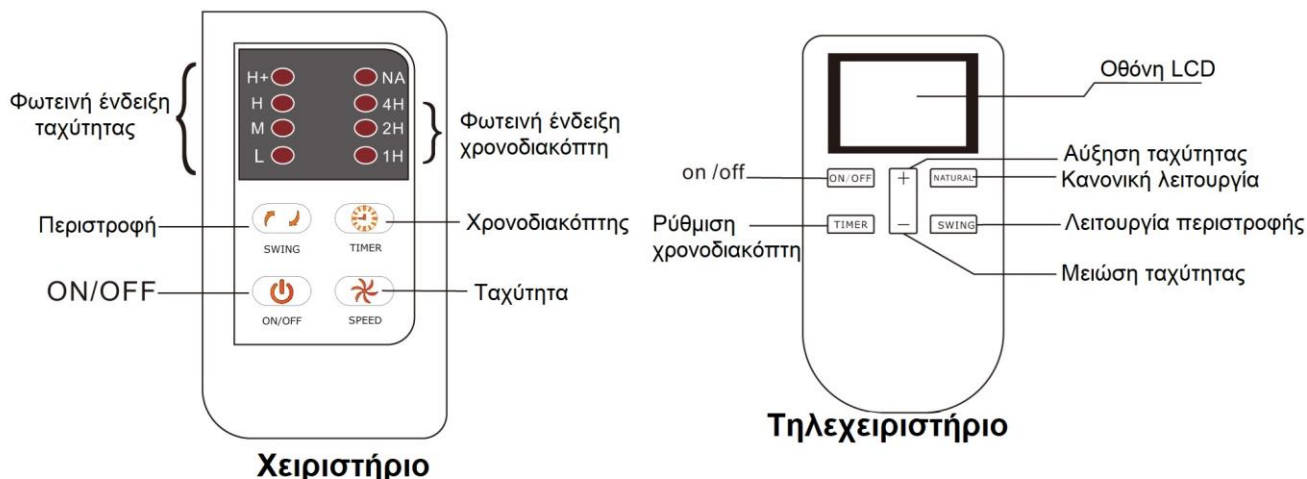 Φωτεινή ένδειξη
ταχύτητας
H+
H
M
L
NA
4H
2H
1H
Φωτεινή ένδειξη
χρονοδιακόπτη
Περιστροφή
SWING
TIMER
Χρονοδιακόπτης
ON/OFF
ON/OFF
SPEED
Ταχύτητα
Χειριστήριο
Οθόνη LCD
on /off
ON/OFF
+
NATURAL
Αύξηση ταχύτητας
Κανονική λειτουργία
Ρύθμιση
χρονοδιακόπτη
TIMER
–
SWING
Λειτουργία περιστροφής
Μειώση ταχύτητας
Τηλεχειριστήριο